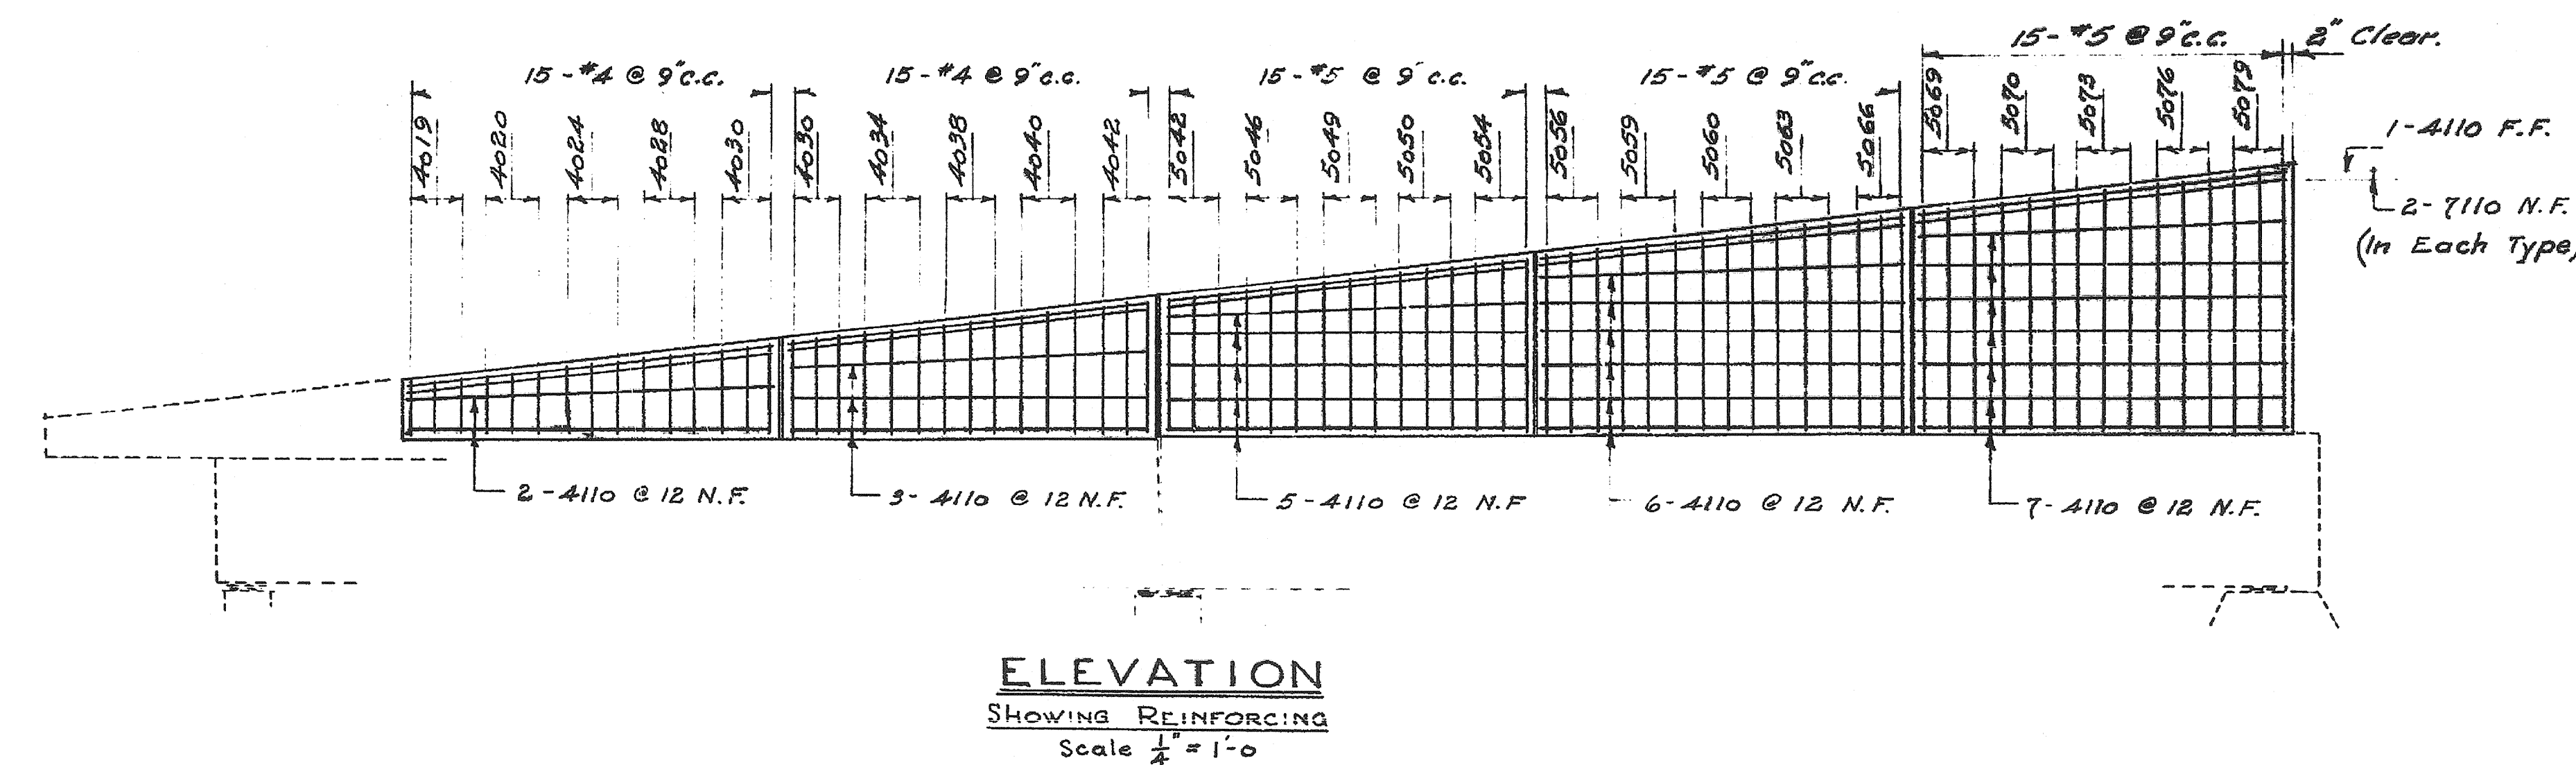 15-#5 @ 9"c.c. 2" Clear.
15-#4 @ 9"c.c. 15-#4 @ 9"c.c. 15-#5 @ 9"c.c. 15-#5 @ 9"c.c.
4019 4020 4024 4028 4030 4030 4034 4038 4040 4042 5042 5046 5049 5050 5054 5056 5059 5060 5063 5066 5069 5070 5073 5076 5079
1-4110 F.F.
2-7110 N.F.
(In Each Type)
2-4110 @ 12 N.F. 3-4110 @ 12 N.F. 5-4110 @ 12 N.F 6-4110 @ 12 N.F. 7-4110 @ 12 N.F.
ELEVATION
SHOWING REINFORCING
Scale 1/4" = 1'-0